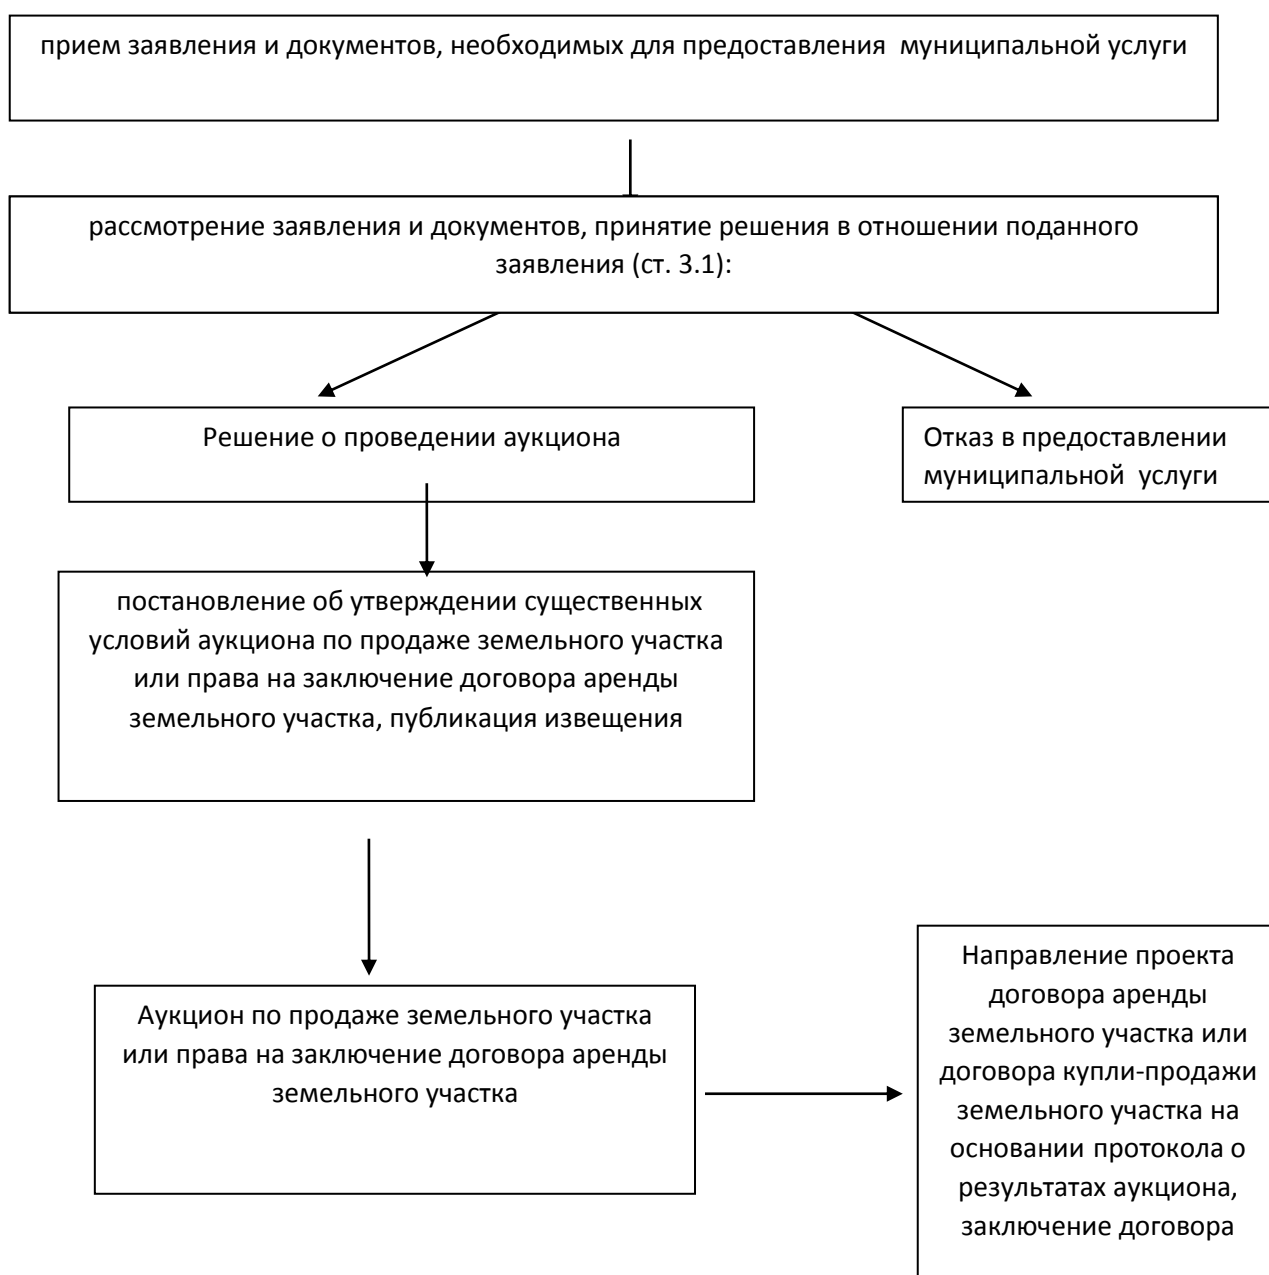 прием заявления и документов, необходимых для предоставления муниципальной услуги
рассмотрение заявления и документов, принятие решения в отношении поданного
заявления (ст. 3.1):
Решение о проведении аукциона
Отказ в предоставлении
муниципальной услуги
постановление об утверждении существенных
условий аукциона по продаже земельного участка
или права на заключение договора аренды
земельного участка, публикация извещения
Аукцион по продаже земельного участка
или права на заключение договора аренды
земельного участка
Направление проекта
договора аренды
земельного участка или
договора купли-продажи
земельного участка на
основании протокола о
результатах аукциона,
заключение договора